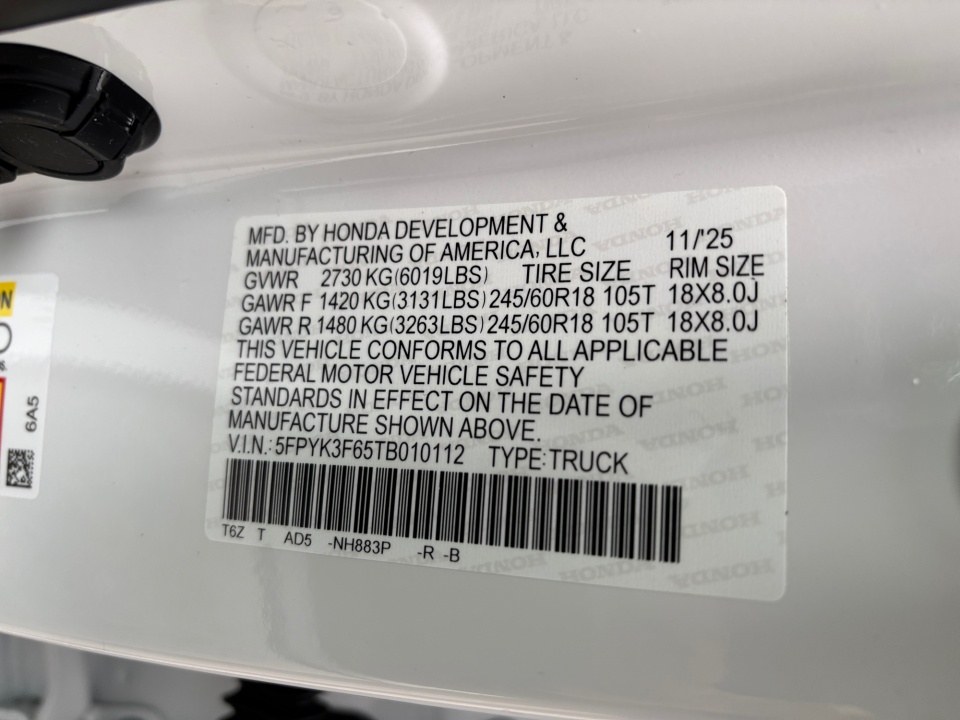 MFD. BY HONDA DEVELOPMENT &
MANUFACTURING OF AMERICA, LLC 11/'25
GVWR 2730 KG(6019LBS) TIRE SIZE RIM SIZE
GAWR F 1420 KG(3131LBS) 245/60R18 105T 18X8.0J
GAWR R 1480 KG(3263LBS) 245/60R18 105T 18X8.0J
THIS VEHICLE CONFORMS TO ALL APPLICABLE
FEDERAL MOTOR VEHICLE SAFETY
STANDARDS IN EFFECT ON THE DATE OF
MANUFACTURE SHOWN ABOVE.
V.I.N.: 5FPYK3F65TB010112 TYPE: TRUCK
T6Z T AD5 -NH883P -R -B
6A5